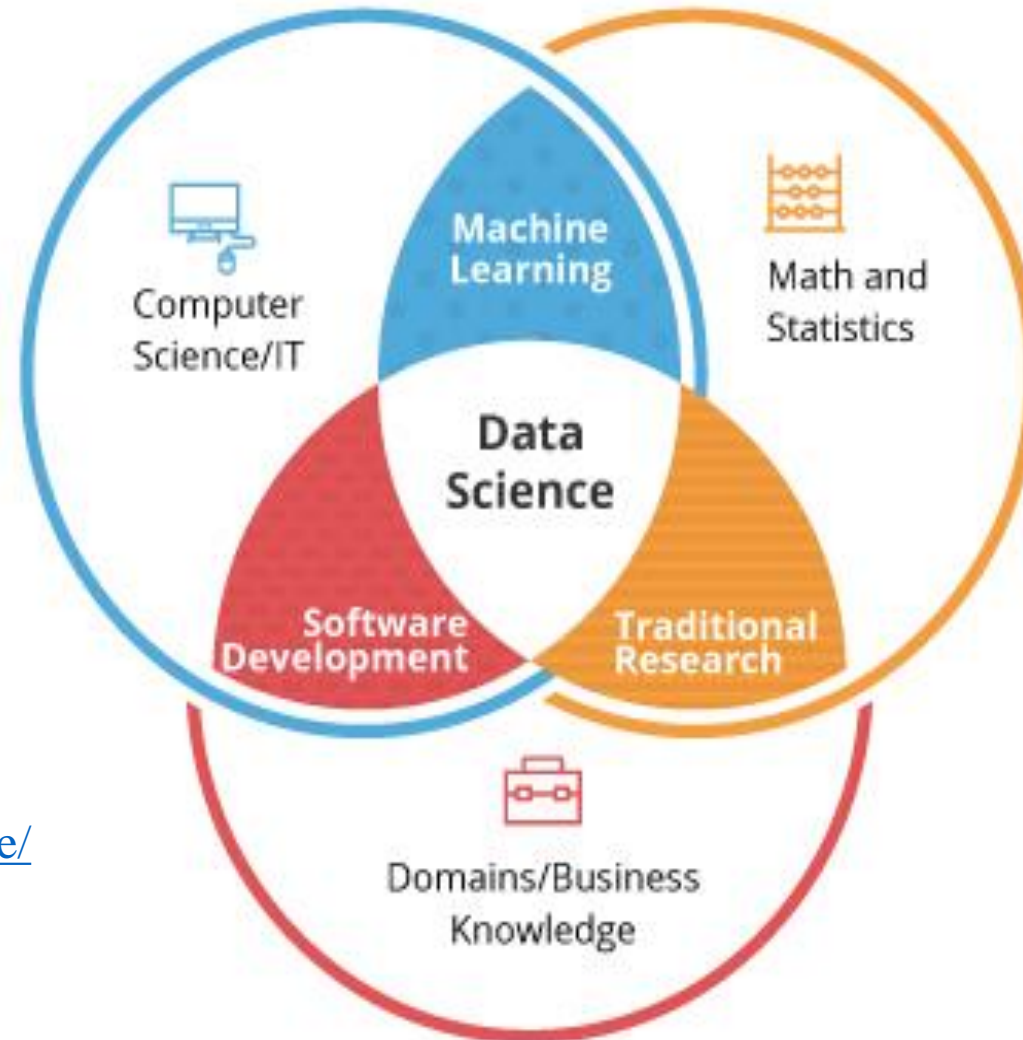 Machine
Learning
Math and
Statistics
Computer
Science/IT
Data
Science
Software
Development
Traditional
Research
e/
Domains/Business
Knowledge